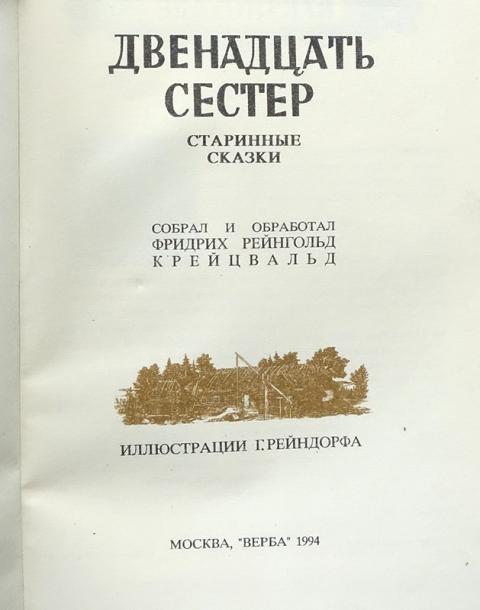 ДВЕНАДЦАТЬ
СЕСТЕР
СТАРИННЫЕ
СКАЗКИ
СОБРАЛ И ОБРАБОТАЛ
ФРИДРИХ РЕЙНГОЛЬД
КРЕЙЦВАЛЬД
ИЛЛЮСТРАЦИИ Г. РЕЙНДОРФА
МОСКВА, "ВЕРБА" 1994